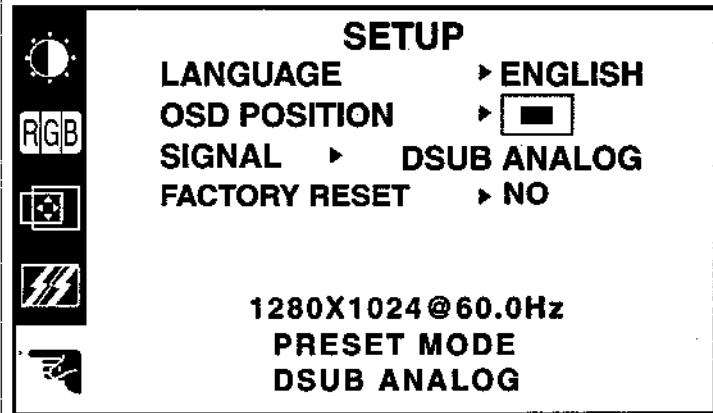 SETUP
LANGUAGE ▸ ENGLISH
OSD POSITION ▸
SIGNAL ▸ DSUB ANALOG
FACTORY RESET ▸ NO
RGB
1280X1024@60.0Hz
PRESET MODE
DSUB ANALOG